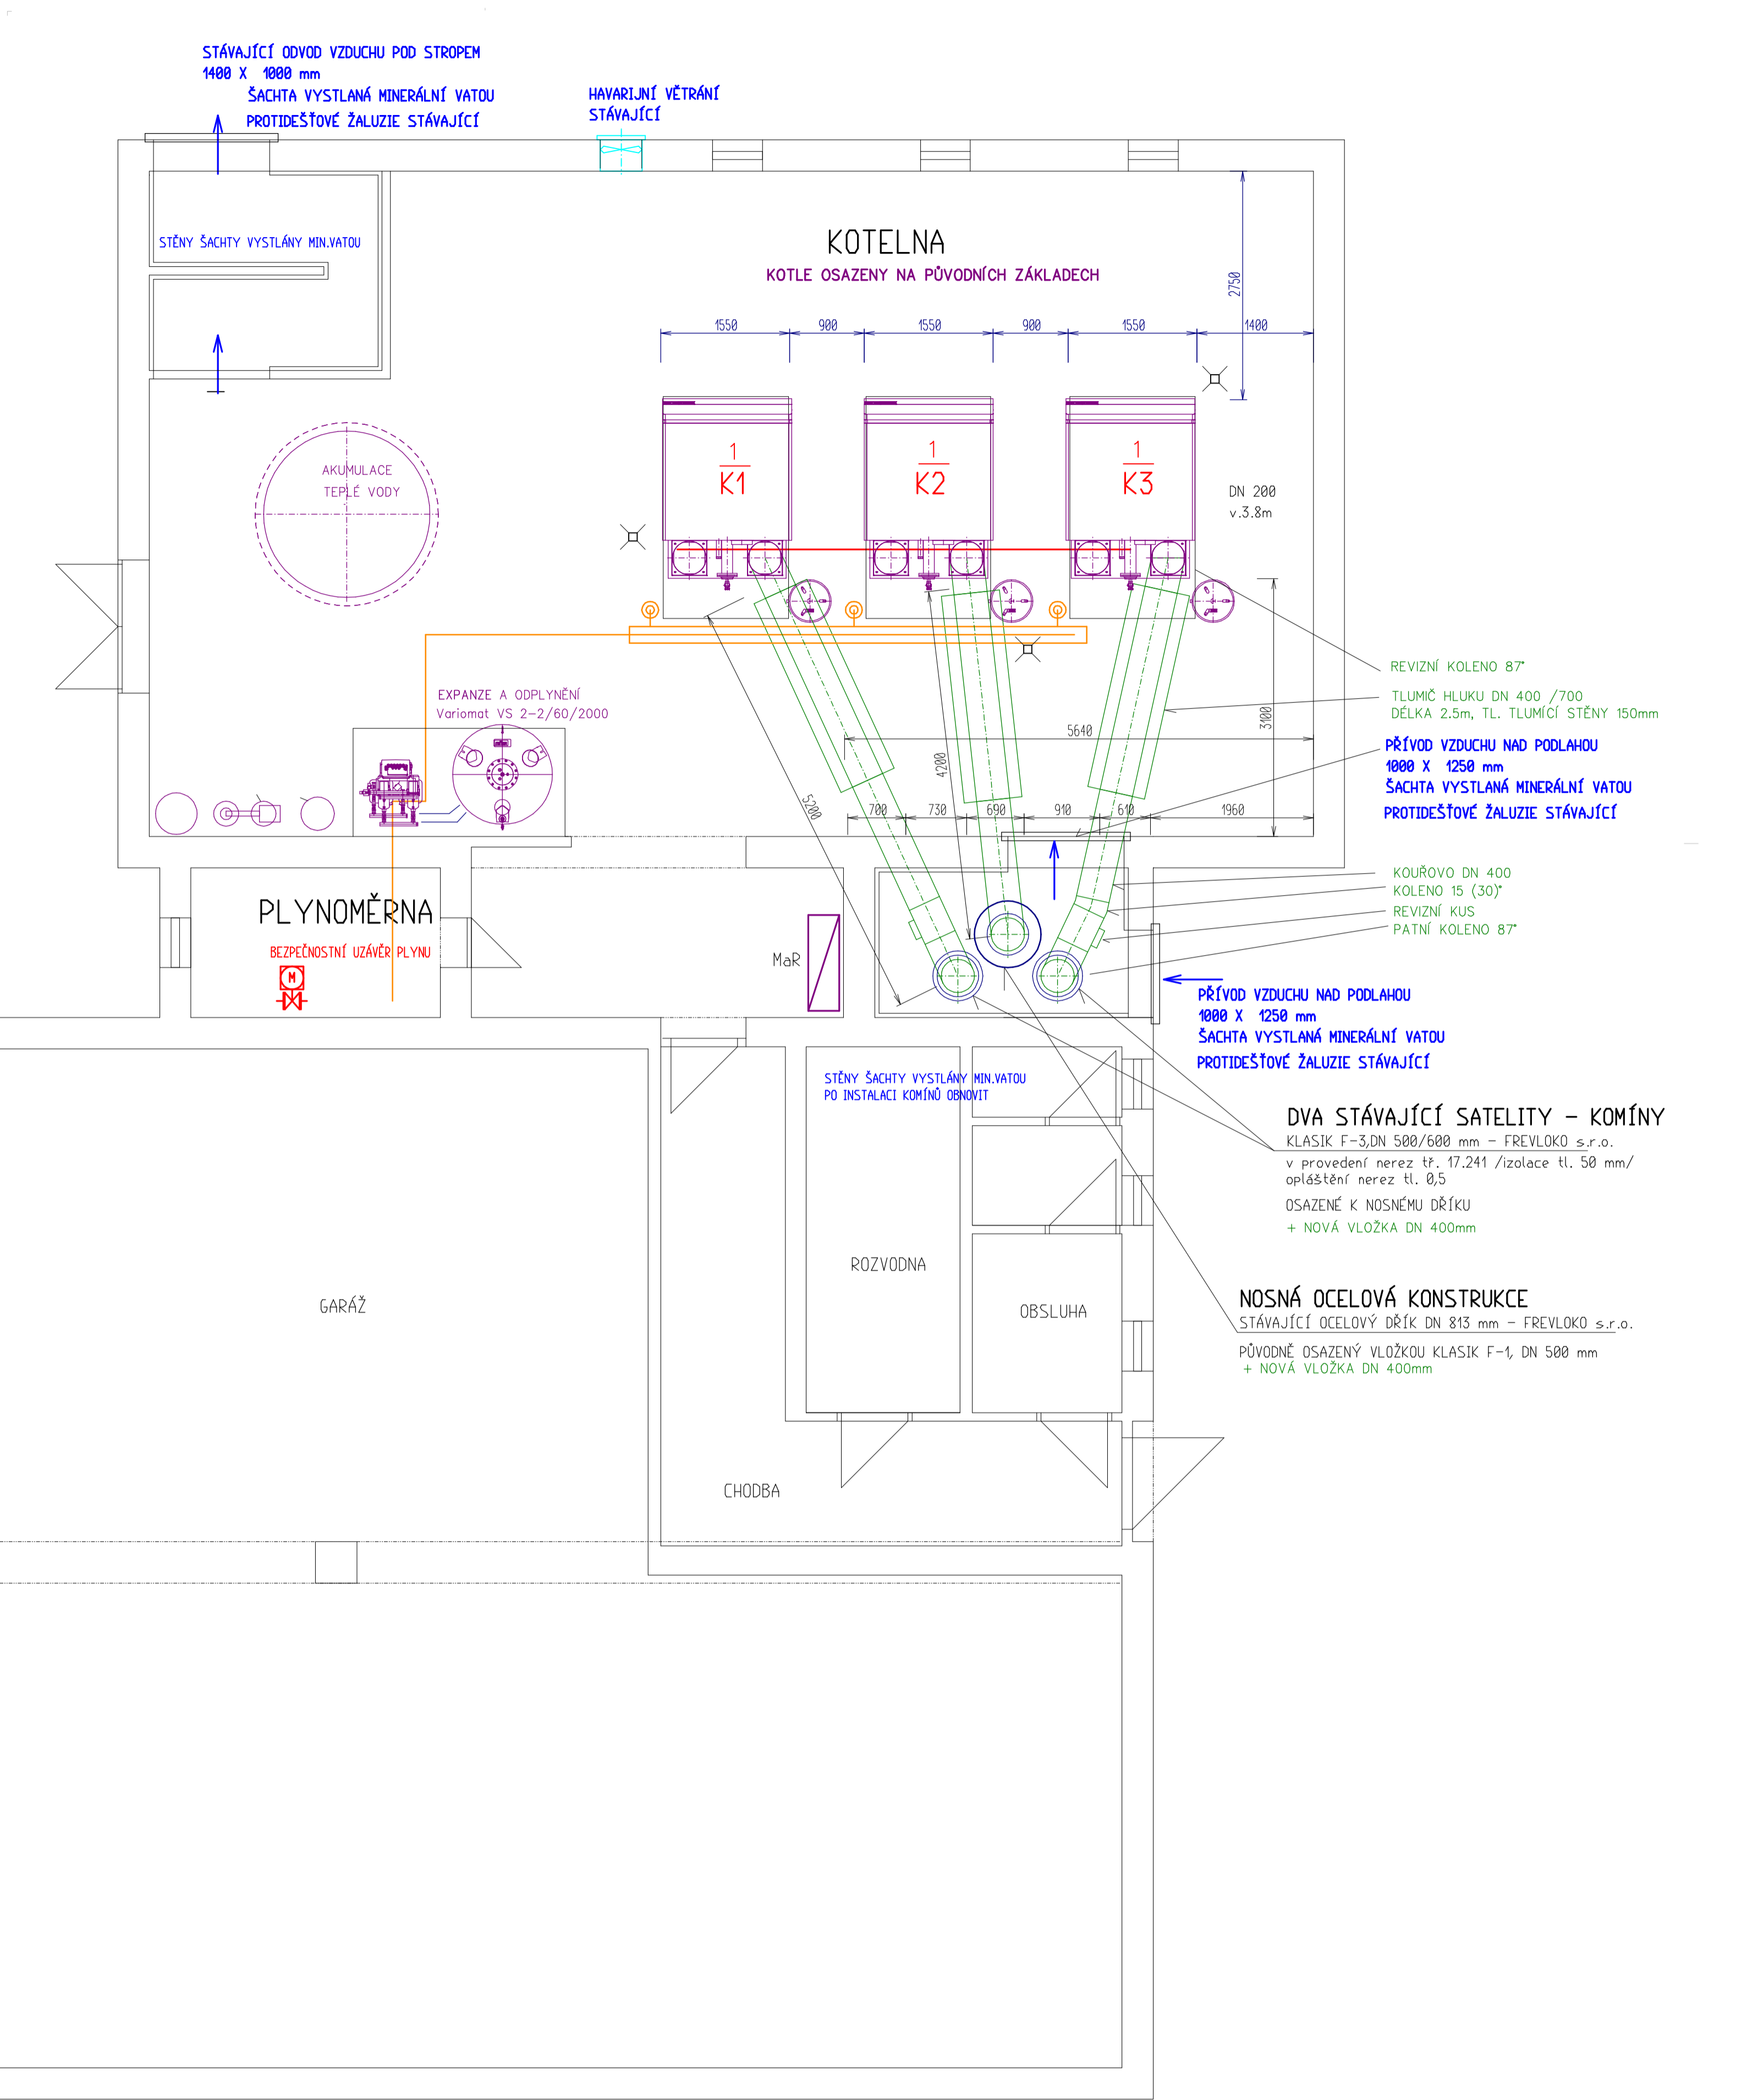 STÁVAJÍCÍ ODVOD VZDUCHU POD STROPEM
1400 X 1000 mm
ŠACHTA VYSTLANÁ MINERÁLNÍ VATOU
PROTIDEŠŤOVÉ ŽALUZIE STÁVAJÍCÍ
HAVARIJNÍ VĚTRÁNÍ
STÁVAJÍCÍ
STĚNY ŠACHTY VYSTLÁNY MIN.VATOU
KOTELNA
KOTLE OSAZENY NA PŮVODNÍCH ZÁKLADECH
2750
1550
900
1550
900
1550
1400
1
K1
1
K2
1
K3
AKUMULACE
TEPLÉ VODY
DN 200
v.3.8m
EXPANZE A ODPLYNĚNÍ
Variomat VS 2-2/60/2000
REVIZNÍ KOLENO 87°
TLUMIČ HLUKU DN 400 /700
DÉLKA 2.5m, TL. TLUMÍCÍ STĚNY 150mm
3100
5640
4200
5200
PŘÍVOD VZDUCHU NAD PODLAHOU
1000 X 1250 mm
ŠACHTA VYSTLANÁ MINERÁLNÍ VATOU
PROTIDEŠŤOVÉ ŽALUZIE STÁVAJÍCÍ
700
730
690
910
610
1960
KOUŘOVO DN 400
KOLENO 15 (30)°
REVIZNÍ KUS
PATNÍ KOLENO 87°
PLYNOMĚRNA
BEZPEČNOSTNÍ UZÁVĚR PLYNU
M
MaR
PŘÍVOD VZDUCHU NAD PODLAHOU
1000 X 1250 mm
ŠACHTA VYSTLANÁ MINERÁLNÍ VATOU
PROTIDEŠŤOVÉ ŽALUZIE STÁVAJÍCÍ
STĚNY ŠACHTY VYSTLÁNY MIN.VATOU
PO INSTALACI KOMÍNŮ OBNOVIT
DVA STÁVAJÍCÍ SATELITY - KOMÍNY
KLASIK F-3,DN 500/600 mm - FREVLOKO s.r.o.
v provedení nerez tř. 17.241 /izolace tl. 50 mm/
opláštění nerez tl. 0,5
OSAZENÉ K NOSNÉMU DŘÍKU
+ NOVÁ VLOŽKA DN 400mm
ROZVODNA
OBSLUHA
GARÁŽ
NOSNÁ OCELOVÁ KONSTRUKCE
STÁVAJÍCÍ OCELOVÝ DŘÍK DN 813 mm - FREVLOKO s.r.o.
PŮVODNĚ OSAZENÝ VLOŽKOU KLASIK F-1, DN 500 mm
+ NOVÁ VLOŽKA DN 400mm
CHODBA